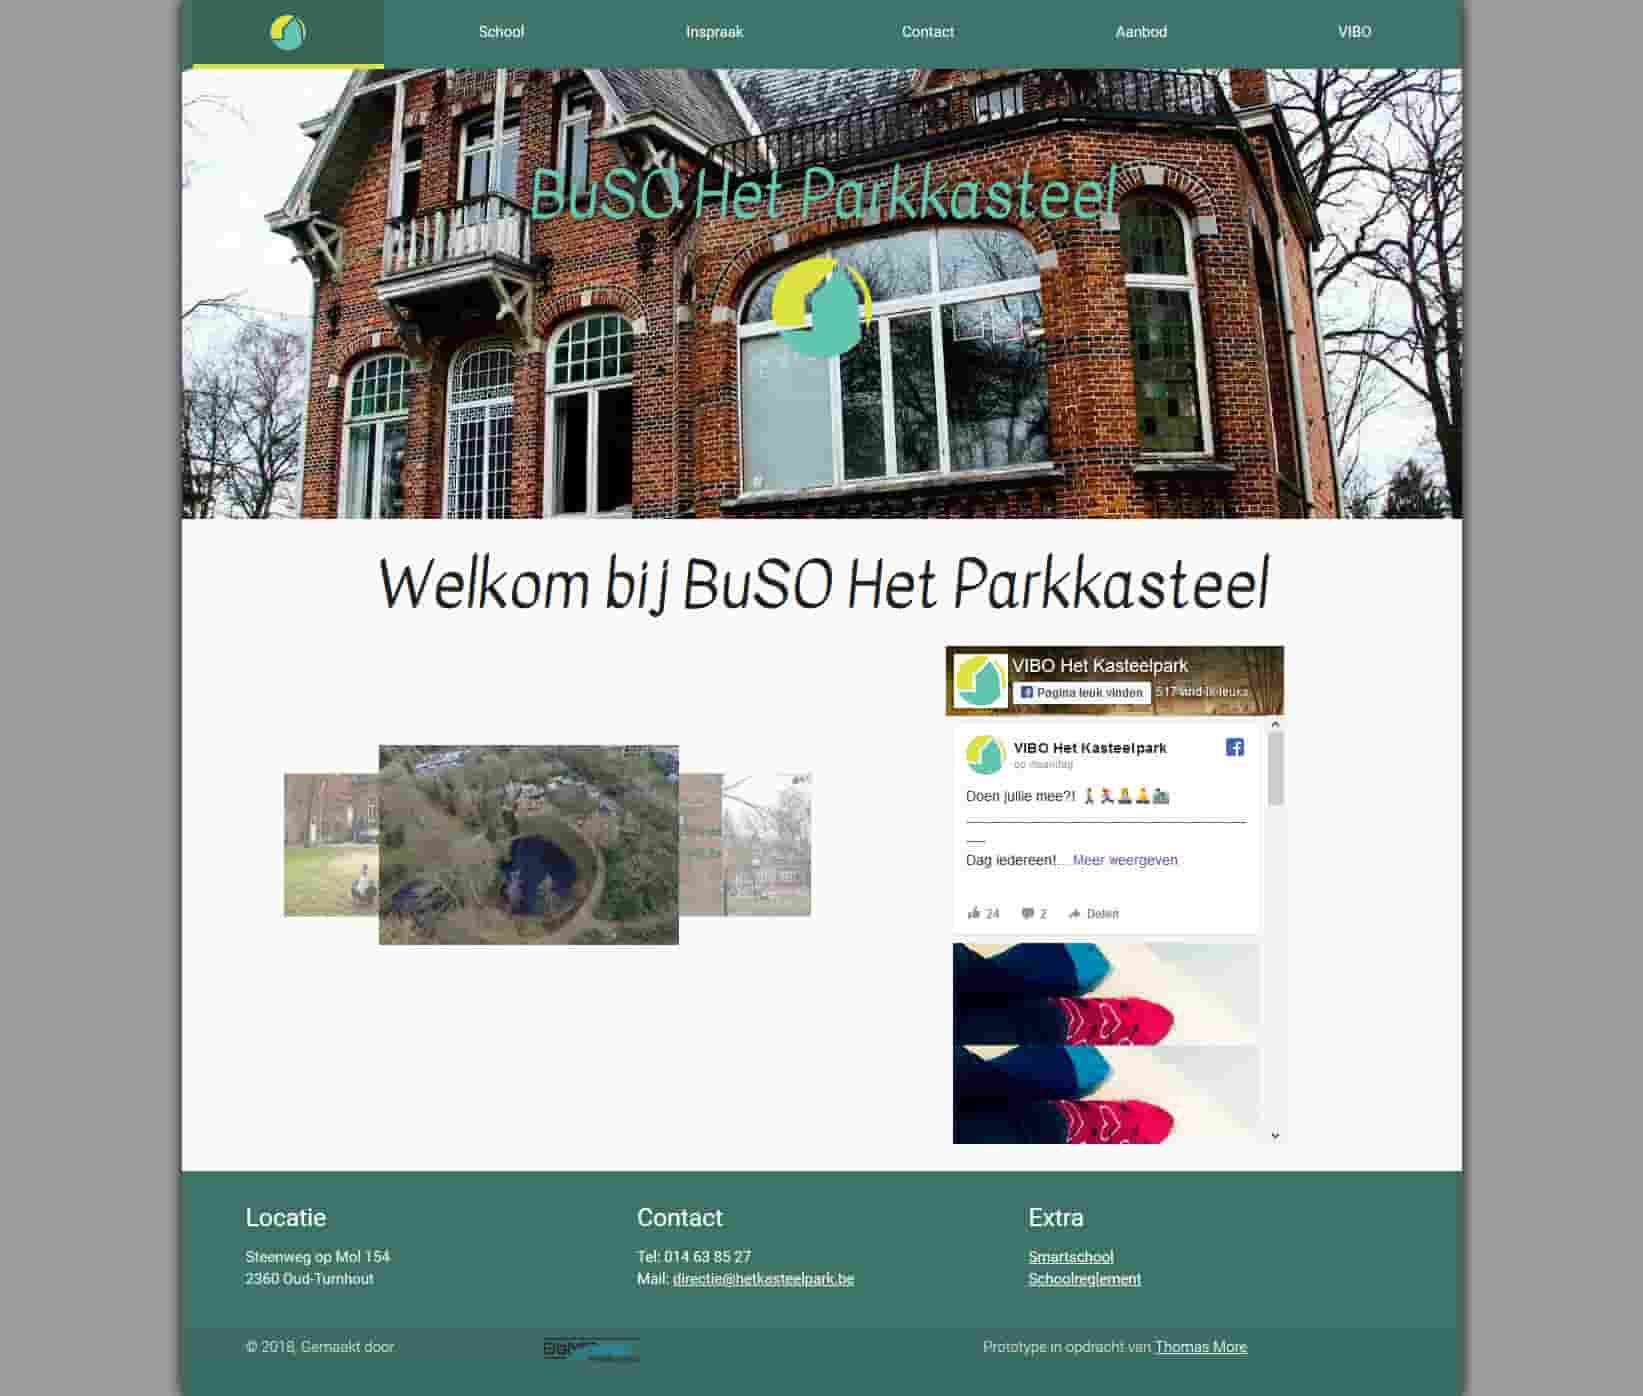 School
Inspraak
Contact
Aanbod
VIBO
BuSO Het Parkkasteel
Welkom bij BuSO Het Parkkasteel
VIBO Het Kasteelpark
Pagina leuk vinden
517 vind-ik-leuks
VIBO Het Kasteelpark
op maandag
Doen jullie mee?!
Dag iedereen!... Meer weergeven
24
2
Delen
Locatie
Steenweg op Mol 154
2360 Oud-Turnhout
Contact
Tel: 014 63 85 27
Mail: directie@hetkasteelpark.be
Extra
Smartschool
Schoolreglement
© 2018, Gemaakt door
Prototype in opdracht van Thomas More